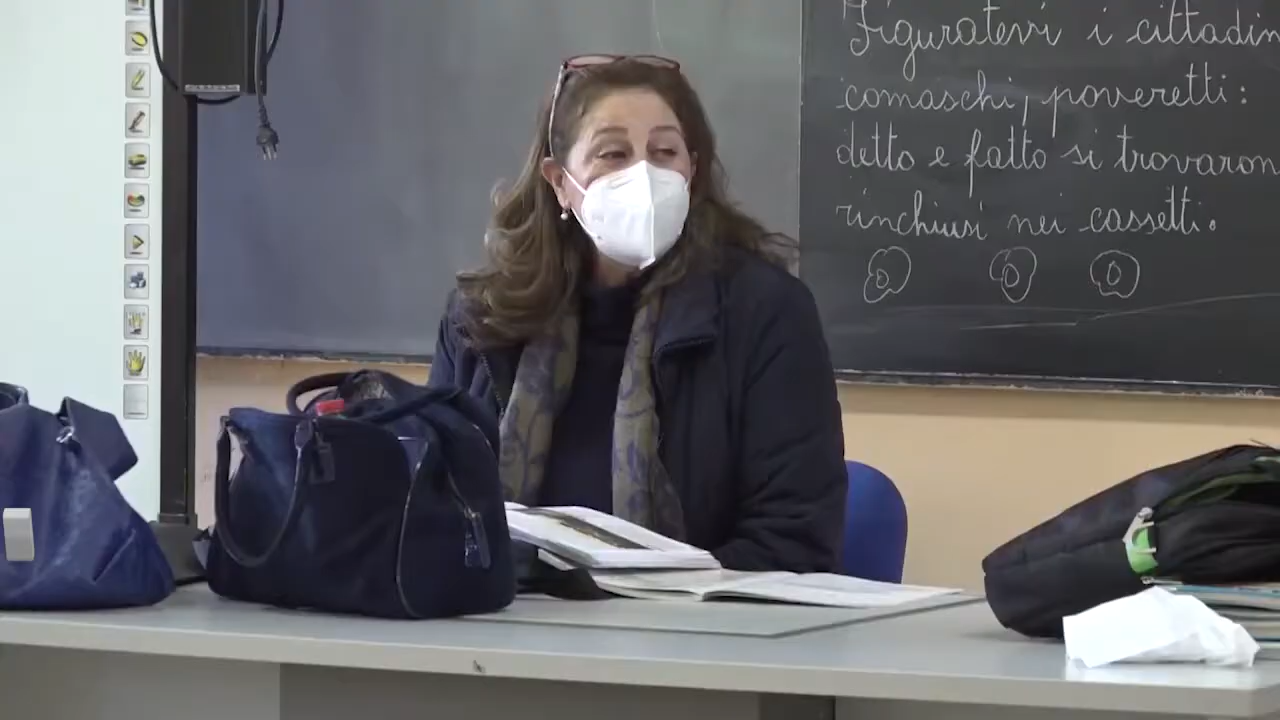 Figuratevi i cittadin
comaschi, poveretti:
detto e fatto si trovaron
rinchiusi nei cassetti.